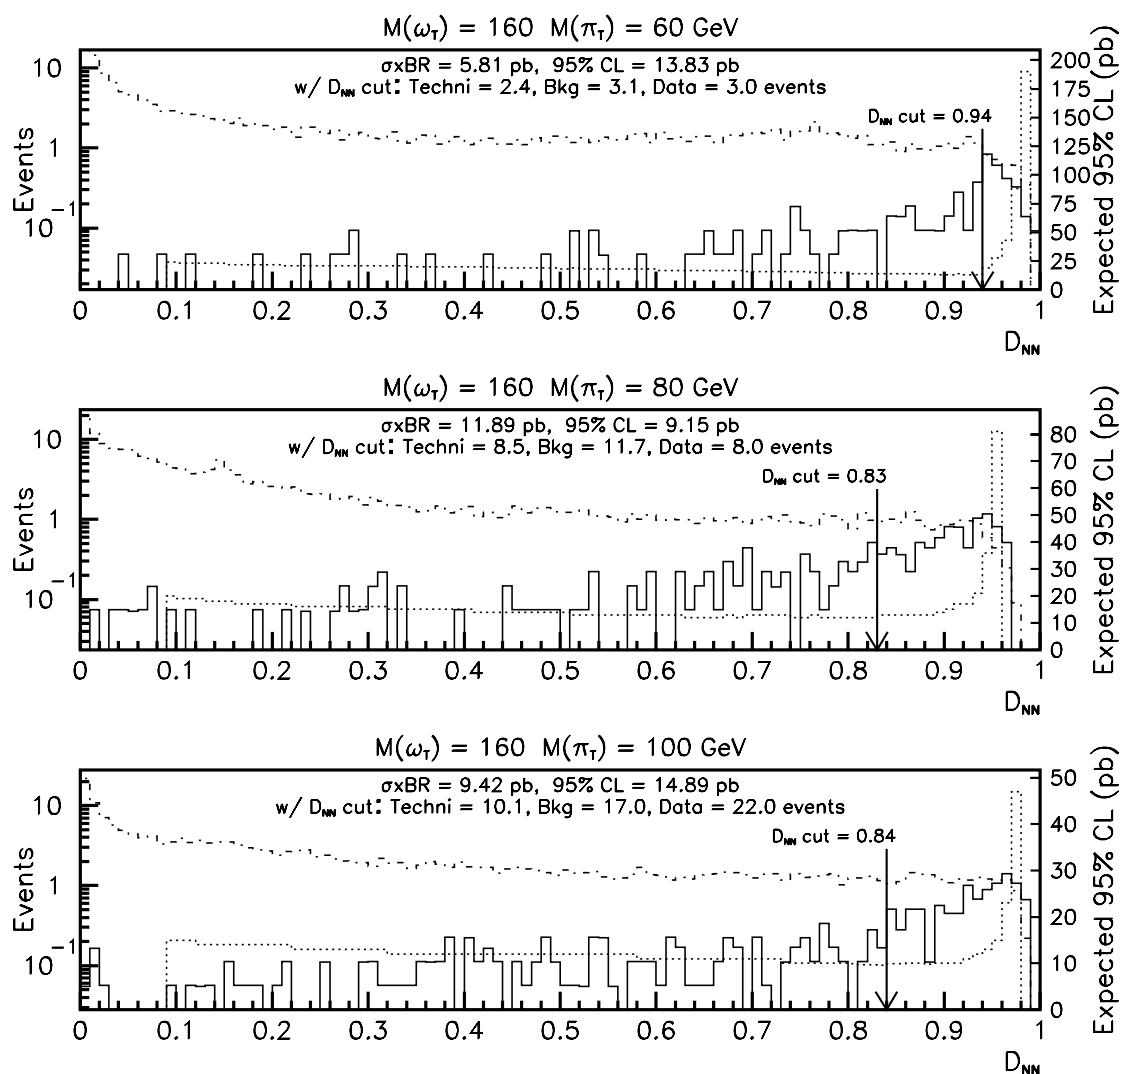 M(ω_T) = 160 M(π_T) = 60 GeV
σxBR = 5.81 pb, 95% CL = 13.83 pb
w/ D_NN cut: Techni = 2.4, Bkg = 3.1, Data = 3.0 events
D_NN cut = 0.94
Events
10
1
10^-1
Expected 95% CL (pb)
200
175
150
125
100
75
50
25
0
0 0.1 0.2 0.3 0.4 0.5 0.6 0.7 0.8 0.9 1
D_NN
M(ω_T) = 160 M(π_T) = 80 GeV
σxBR = 11.89 pb, 95% CL = 9.15 pb
w/ D_NN cut: Techni = 8.5, Bkg = 11.7, Data = 8.0 events
D_NN cut = 0.83
Events
10
1
10^-1
Expected 95% CL (pb)
80
70
60
50
40
30
20
10
0
0 0.1 0.2 0.3 0.4 0.5 0.6 0.7 0.8 0.9 1
D_NN
M(ω_T) = 160 M(π_T) = 100 GeV
σxBR = 9.42 pb, 95% CL = 14.89 pb
w/ D_NN cut: Techni = 10.1, Bkg = 17.0, Data = 22.0 events
D_NN cut = 0.84
Events
10
1
10^-1
Expected 95% CL (pb)
50
40
30
20
10
0
0 0.1 0.2 0.3 0.4 0.5 0.6 0.7 0.8 0.9 1
D_NN